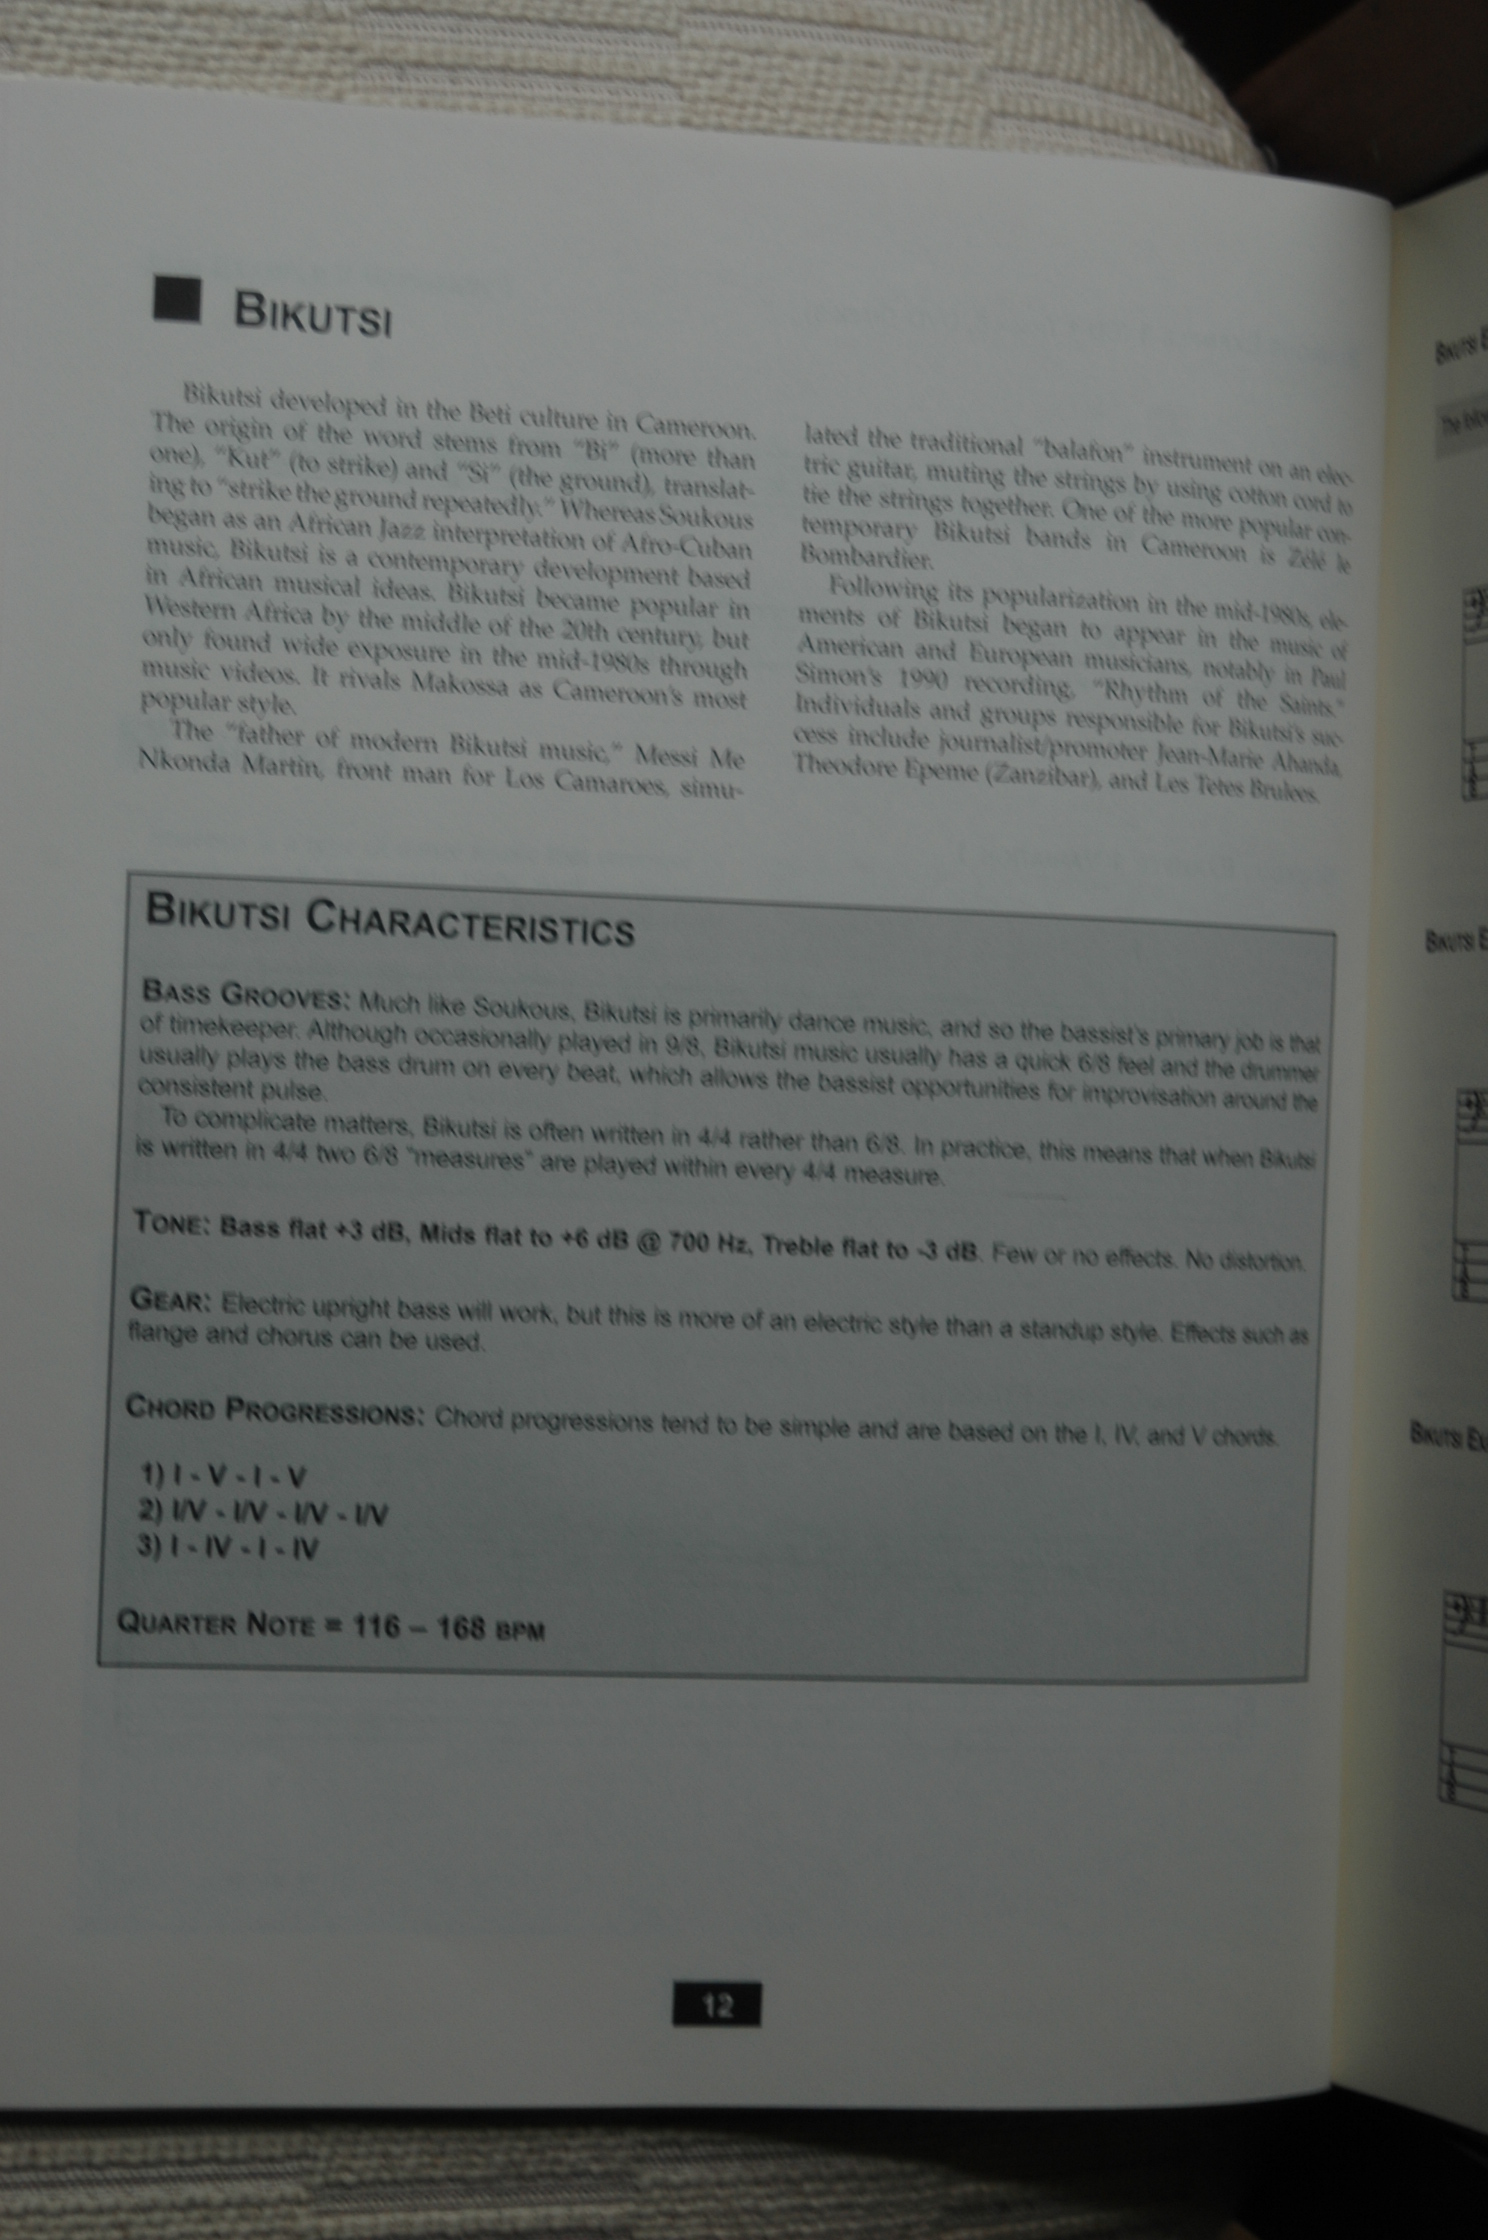 BIKUTSI
Bikutsi developed in the Beti culture in Cameroon.
The origin of the word stems from "Bi" (more than
one), "Kut" (to strike) and "Si" (the ground), translat-
ing to "strike the ground repeatedly." Whereas Soukous
began as an African Jazz interpretation of Afro-Cuban
music, Bikutsi is a contemporary development based
in African musical ideas. Bikutsi became popular in
Western Africa by the middle of the 20th century, but
only found wide exposure in the mid-1980s through
music videos. It rivals Makossa as Cameroon's most
popular style.
The "father of modern Bikutsi music," Messi Me
Nkonda Martin, front man for Los Camaroes, simu-
lated the traditional "balafon" instrument on an elec-
tric guitar, muting the strings by using cotton cord to
tie the strings together. One of the more popular con-
temporary Bikutsi bands in Cameroon is Zélé le
Bombardier.
Following its popularization in the mid-1980s, ele-
ments of Bikutsi began to appear in the music of
American and European musicians, notably in Paul
Simon's 1990 recording, "Rhythm of the Saints."
Individuals and groups responsible for Bikutsi's suc-
cess include journalist/promoter Jean-Marie Ahanda,
Theodore Epeme (Zanzibar), and Les Tetes Brulees.
BIKUTSI CHARACTERISTICS
BASS GROOVES: Much like Soukous, Bikutsi is primarily dance music, and so the bassist's primary job is that
of timekeeper. Although occasionally played in 9/8, Bikutsi music usually has a quick 6/8 feel and the drummer
usually plays the bass drum on every beat, which allows the bassist opportunities for improvisation around the
consistent pulse.
To complicate matters, Bikutsi is often written in 4/4 rather than 6/8. In practice, this means that when Bikutsi
is written in 4/4 two 6/8 "measures" are played within every 4/4 measure.
TONE: Bass flat +3 dB, Mids flat to +6 dB @ 700 Hz, Treble flat to -3 dB. Few or no effects. No distortion.
GEAR: Electric upright bass will work, but this is more of an electric style than a standup style. Effects such as
flange and chorus can be used.
CHORD PROGRESSIONS: Chord progressions tend to be simple and are based on the I, IV, and V chords.
1) I - V - I - V
2) I/V - I/V - I/V - I/V
3) I - IV - I - IV
QUARTER NOTE = 116 – 168 BPM
12
BIKUTSI
The
BIKUTSI
BIKUTSI